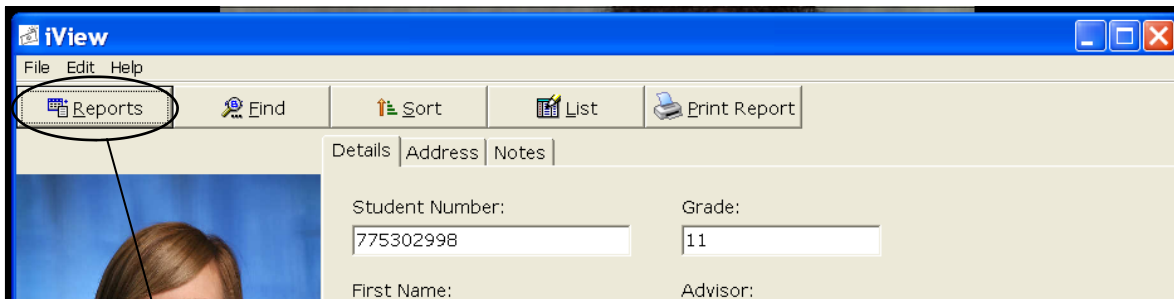 iView
File Edit Help
Reports Find Sort List Print Report
Details Address Notes
Student Number: Grade:
775302998 11
First Name: Advisor: